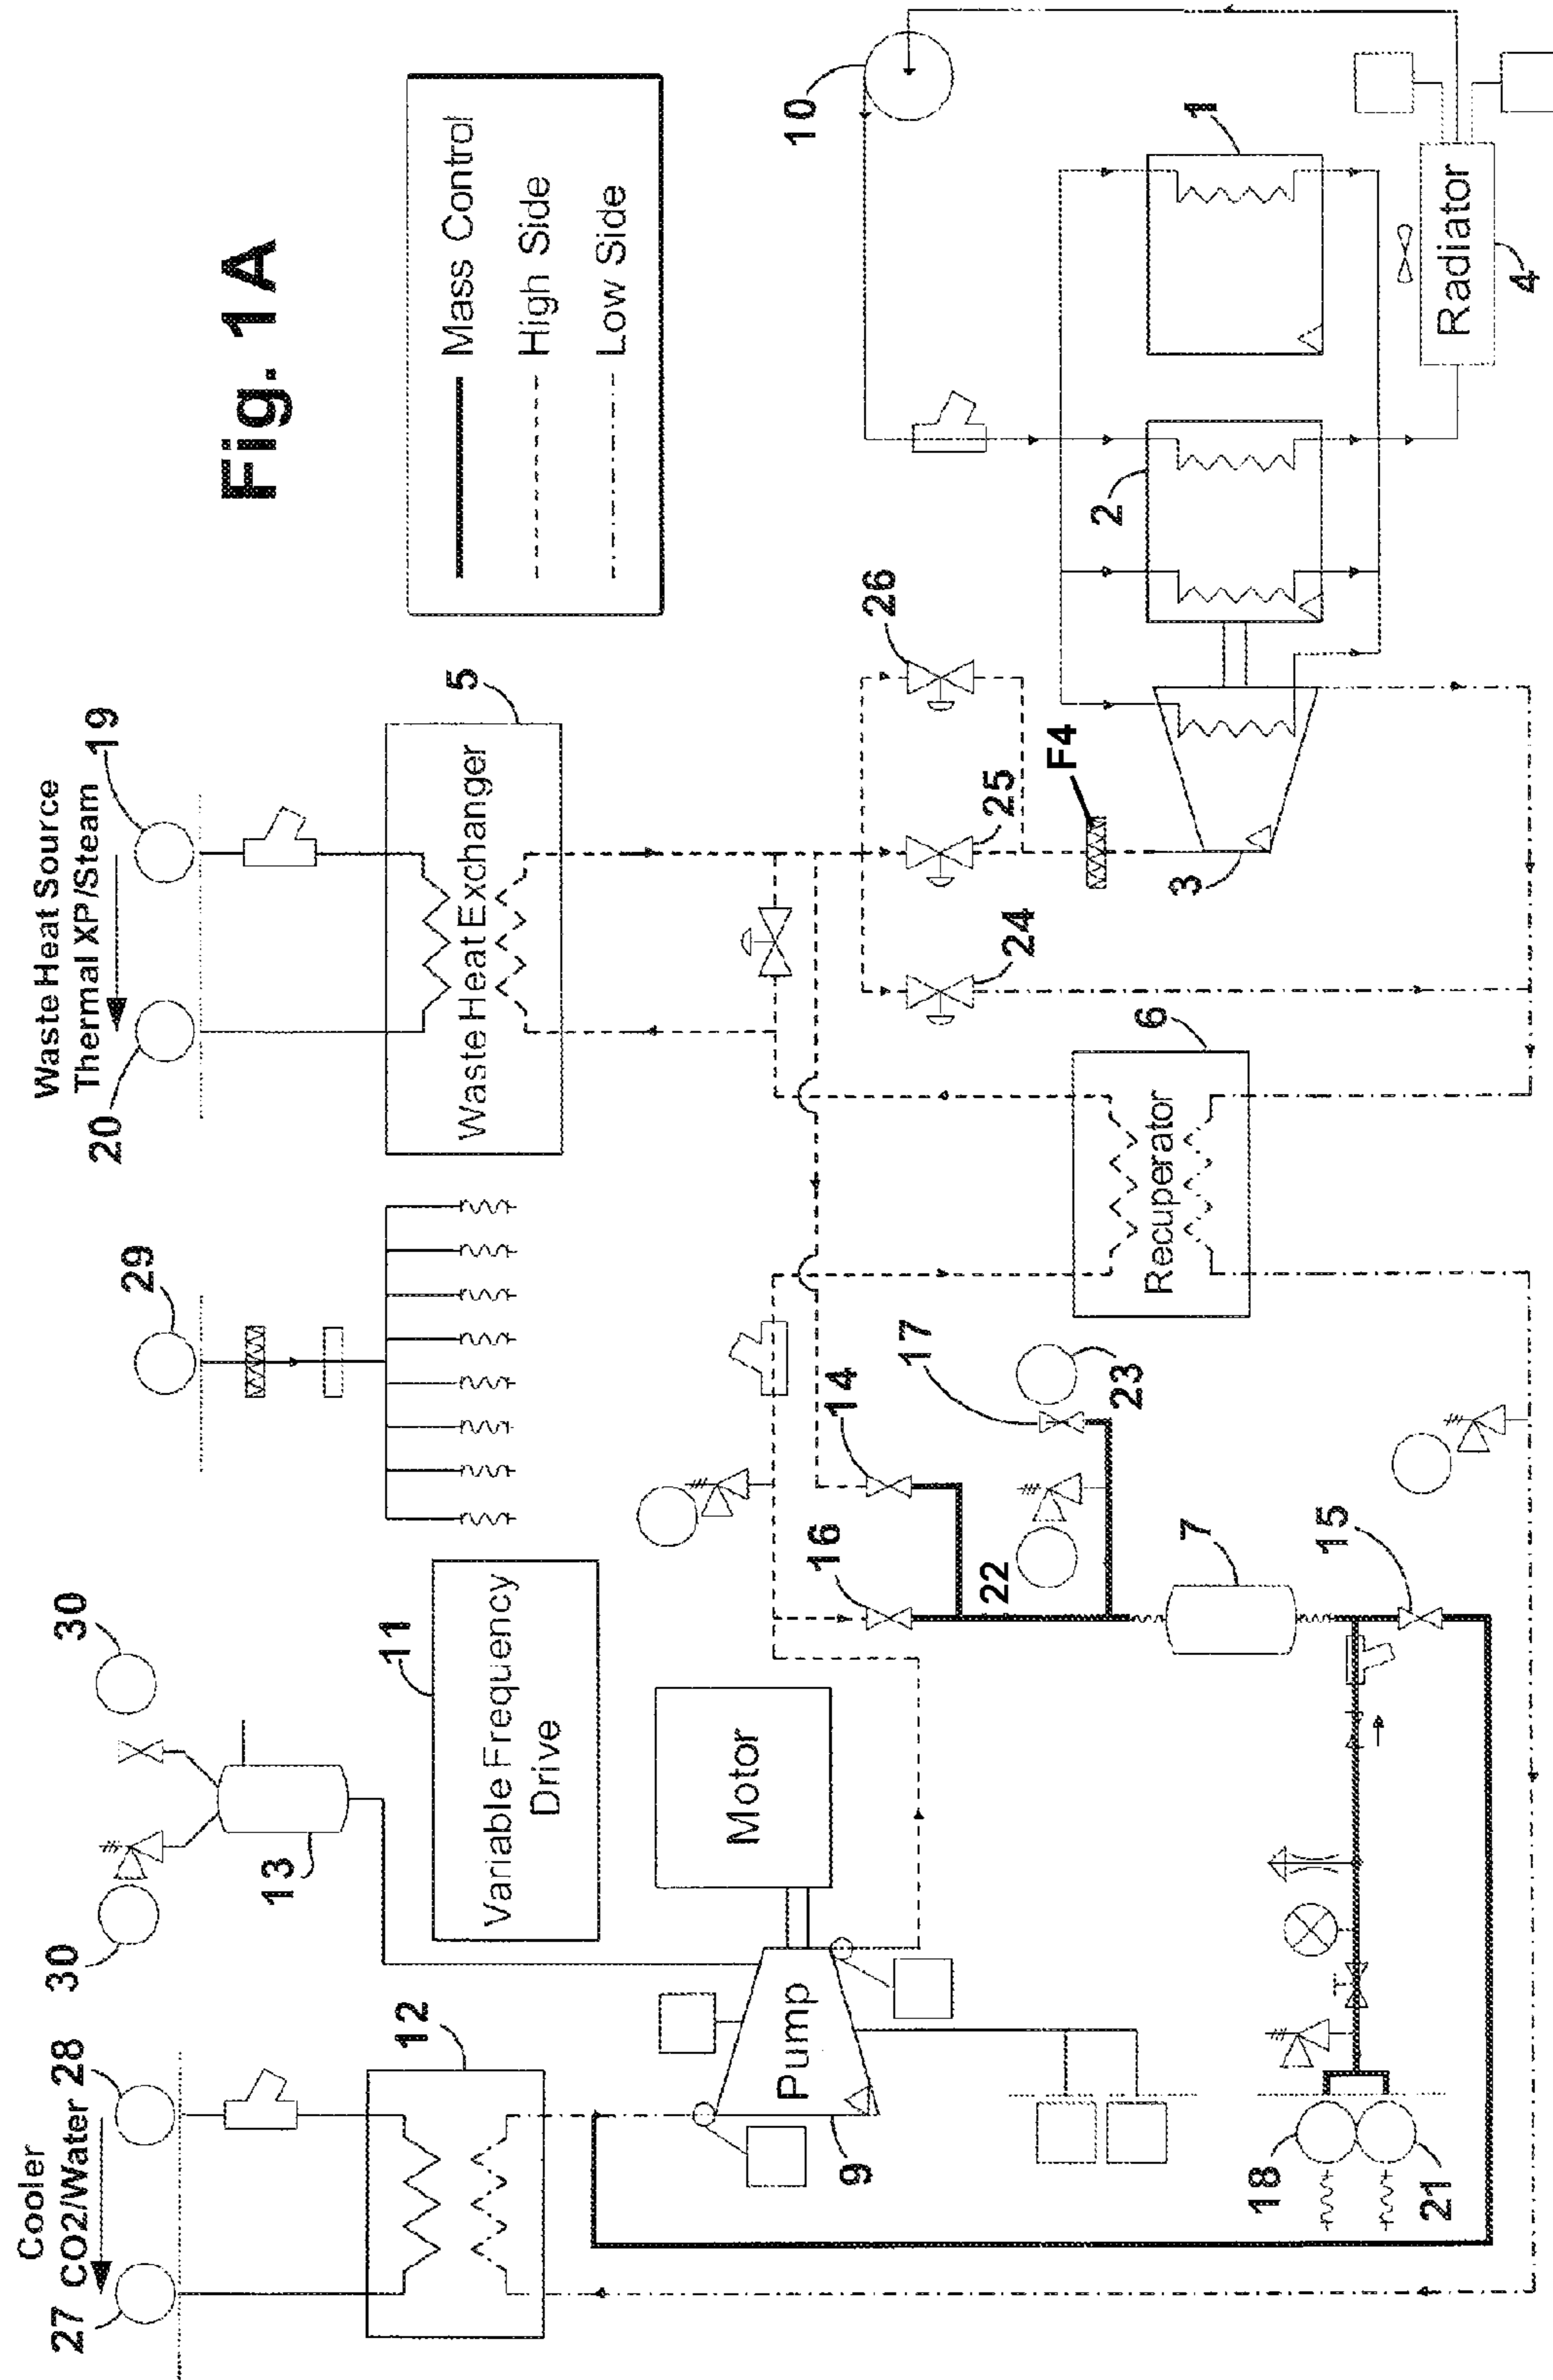 Fig. 1A
Mass Control
High Side
Low Side
Cooler
CO2/Water
27
28
12
30
30
13
11
Variable Frequency
Drive
29
Waste Heat Source
Thermal XP/Steam
20
19
5
Waste Heat Exchanger
Pump
9
Motor
16
14
17
22
23
7
15
18
21
6
Recuperator
24
25
26
F4
3
2
1
10
Radiator
4